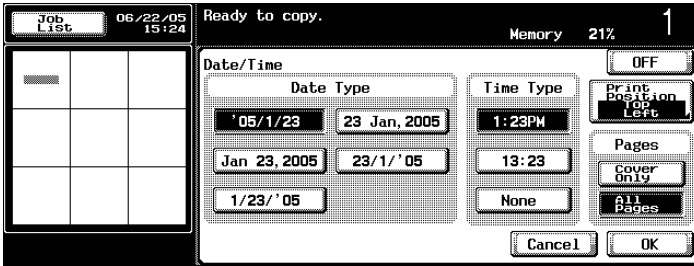 Job List
06/22/05
15:24
Ready to copy.
Memory 21% 1
Date/Time
OFF
Date Type
Time Type
Print Position
TOP Left
'05/1/23
23 Jan,2005
1:23PM
Pages
Jan 23,2005
23/1/'05
13:23
Cover Only
1/23/'05
None
All Pages
Cancel
OK